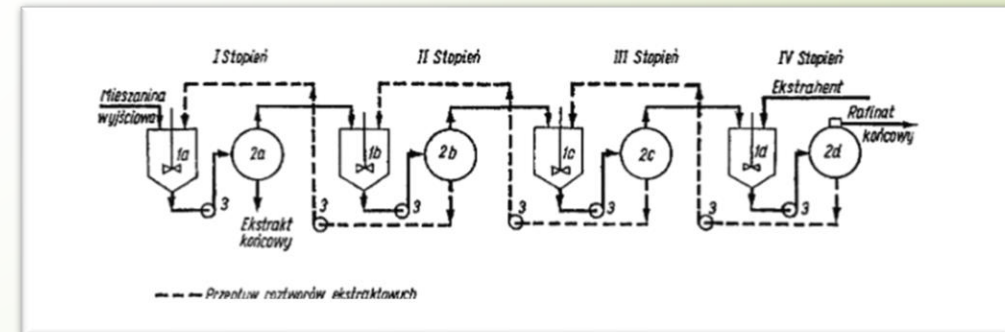 I Stopień
II Stopień
III Stopień
IV Stopień
Mieszanina
wyjściowa
Ekstrahent
Rafinat
końcowy
1a
2a
1b
2b
1c
2c
1d
2d
3
3
3
3
3
3
3
Ekstrakt
końcowy
Przepływ roztworów ekstraktowych